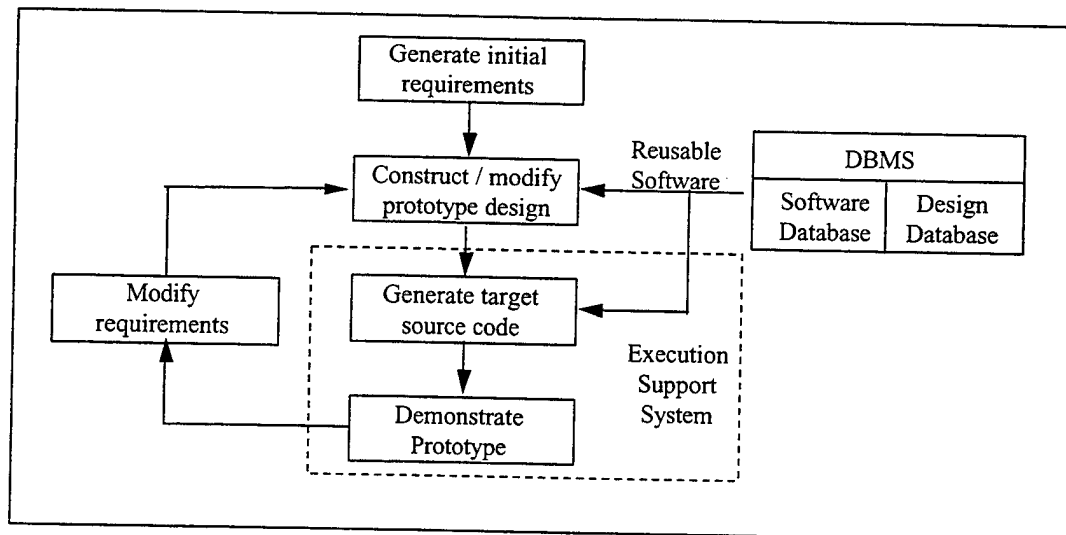 Generate initial
requirements
Reusable
Software
DBMS
Construct / modify
prototype design
Software
Database
Design
Database
Modify
requirements
Generate target
source code
Execution
Support
System
Demonstrate
Prototype